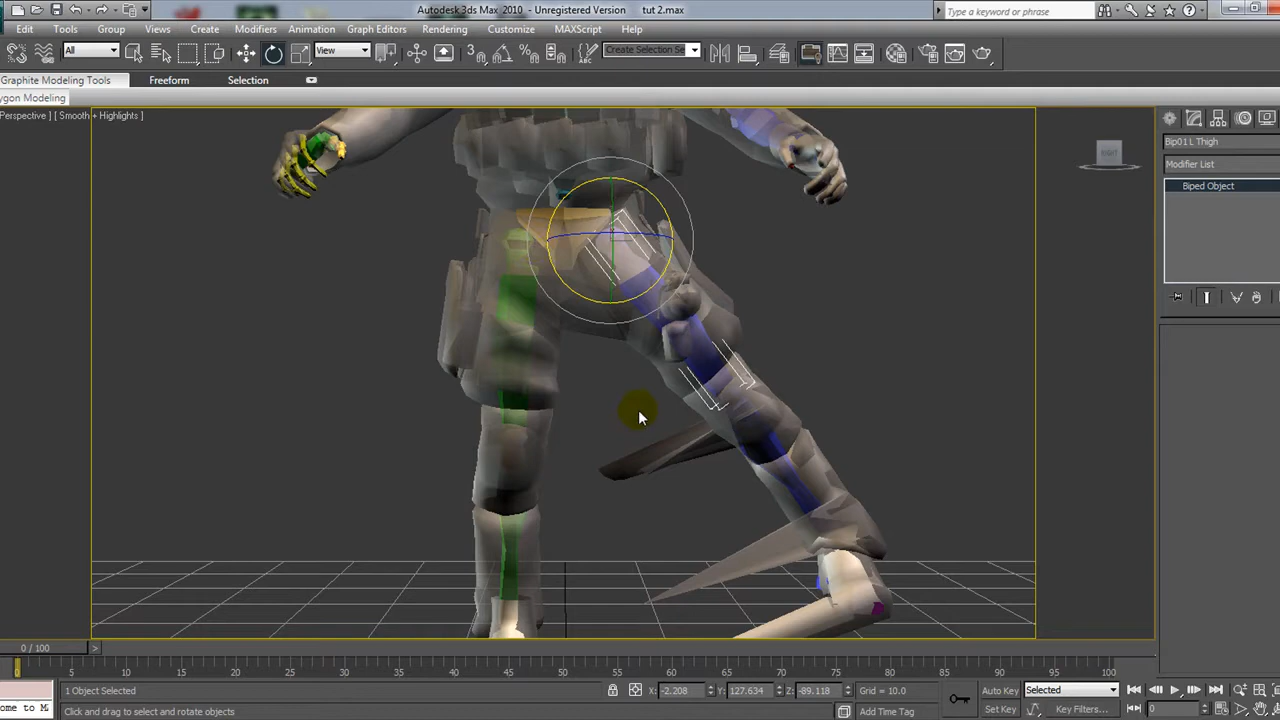 Autodesk 3ds Max 2010 - Unregistered Version tut 2.max
Type a keyword or phrase
Edit Tools Group Views Create Modifiers Animation Graph Editors Rendering Customize MAXScript Help
All View Create Selection Se
Graphite Modeling Tools Freeform Selection
ygon Modeling
Perspective ] [ Smooth + Highlights ]
RIGHT
Bip01 L Thigh
Modifier List
Biped Object
0 / 100 >
0 5 10 15 20 25 30 35 40 45 50 55 60 65 70 75 80 85 90 95 100
1 Object Selected X: -2.208 Y: 127.634 Z: -89.118 Grid = 10.0 Auto Key Selected
come to M Click and drag to select and rotate objects Add Time Tag Set Key Key Filters... 0